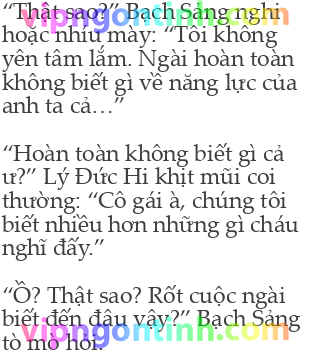 “Thật sao?” Bạch Sảng nghi
hoặc nhíu mày: “Tôi không
yên tâm lắm. Ngài hoàn toàn
không biết gì về năng lực của
anh ta cả…”
“Hoàn toàn không biết gì cả
ư?” Lý Đức Hi khịt mũi coi
thường: “Cô gái à, chúng tôi
biết nhiều hơn những gì cháu
nghĩ đấy.”
“Ồ? Thật sao? Rốt cuộc ngài
biết đến đâu vậy?” Bạch Sảng
tò mò hỏi.
vipngontinh.com
vipngontinh.com